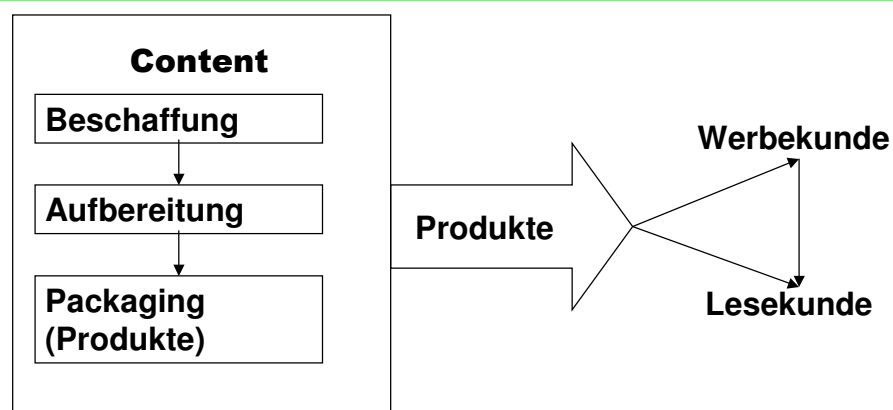 Content
Beschaffung
Aufbereitung
Packaging
(Produkte)
Produkte
Werbekunde
Lesekunde